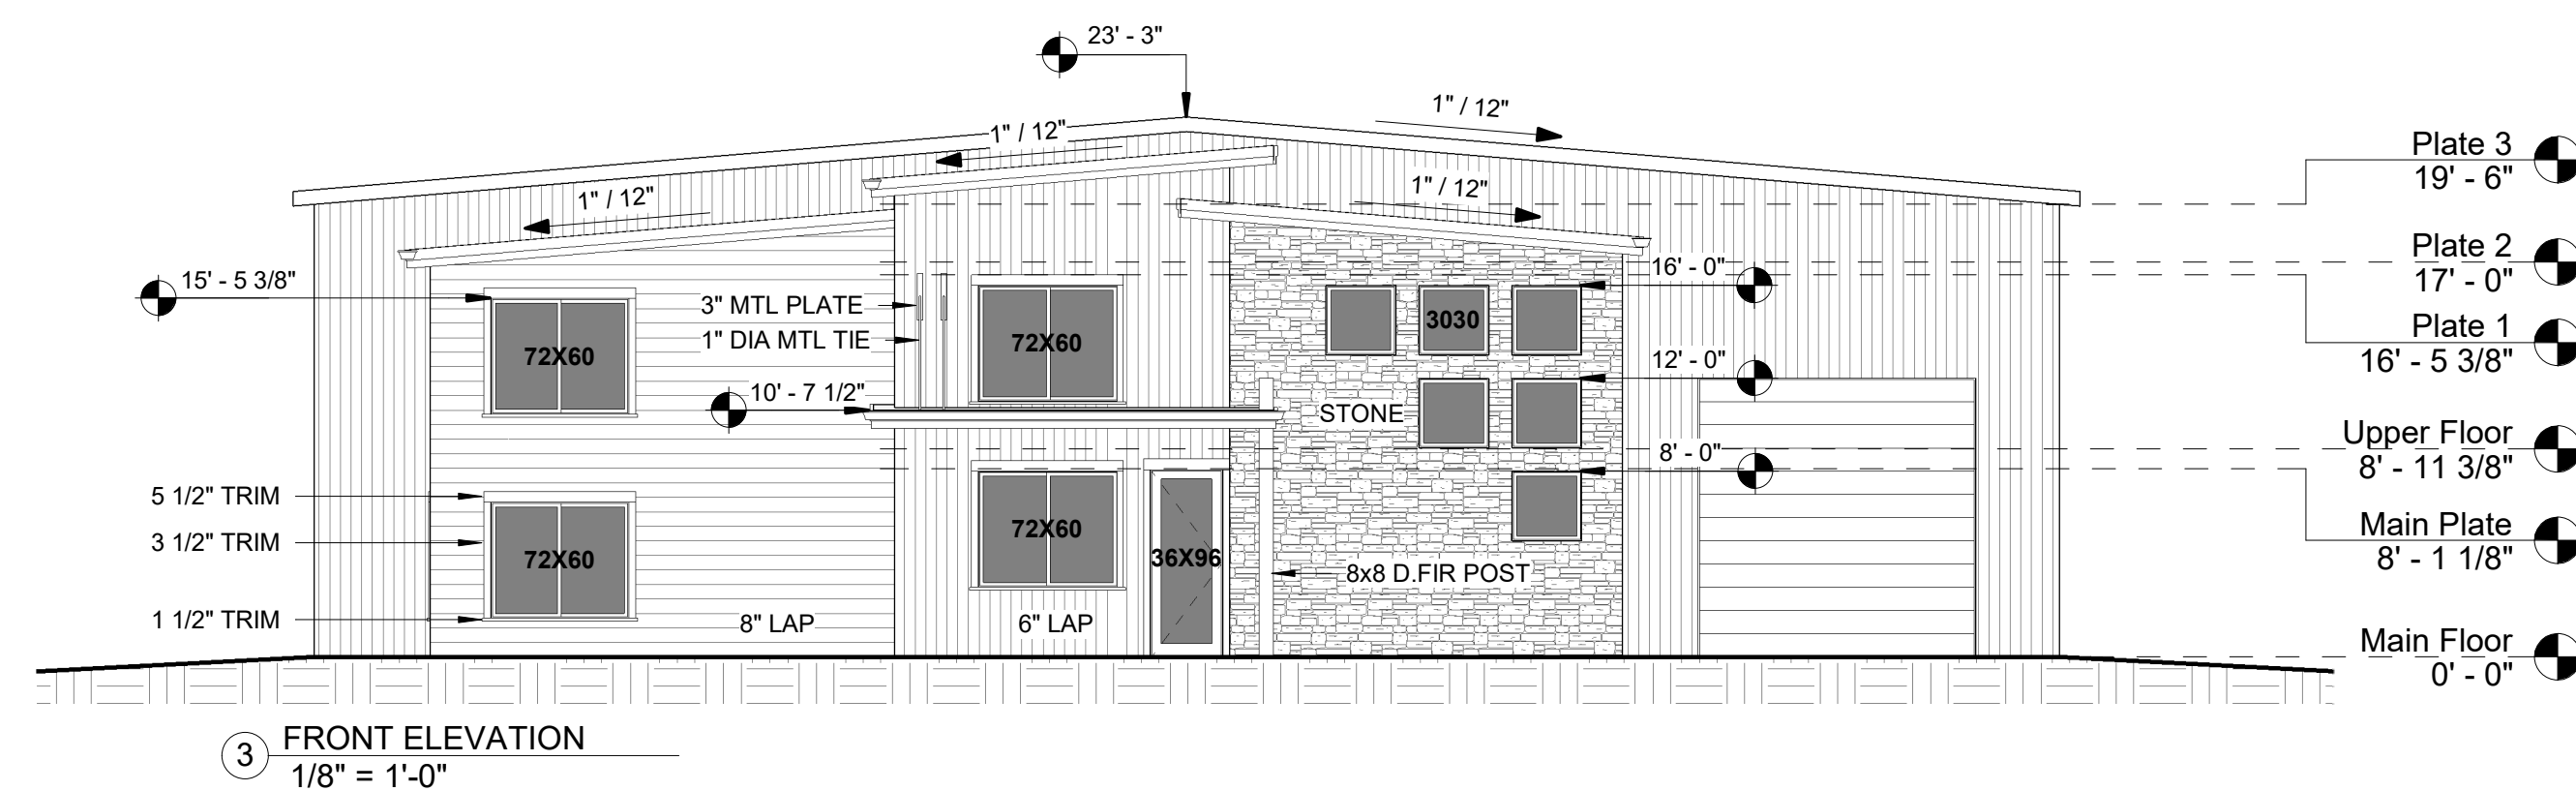 23' - 3"
1" / 12"
1" / 12"
1" / 12"
1" / 12"
Plate 3
19' - 6"
Plate 2
17' - 0"
Plate 1
16' - 5 3/8"
Upper Floor
8' - 11 3/8"
Main Plate
8' - 1 1/8"
Main Floor
0' - 0"
15' - 5 3/8"
16' - 0"
3" MTL PLATE
1" DIA MTL TIE
3030
72X60
72X60
12' - 0"
10' - 7 1/2"
STONE
8' - 0"
5 1/2" TRIM
3 1/2" TRIM
1 1/2" TRIM
72X60
72X60
36X96
8x8 D.FIR POST
8" LAP
6" LAP
3
FRONT ELEVATION
1/8" = 1'-0"